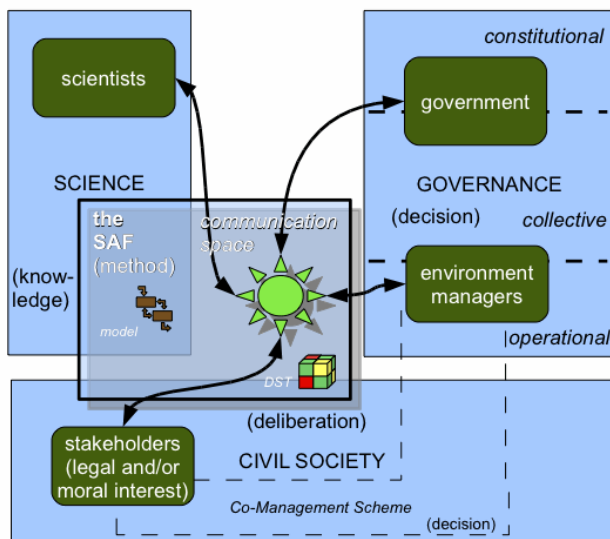 constitutional
scientists
government
SCIENCE
GOVERNANCE
(decision)
the
SAF
(method)
communication
space
collective
(know-
ledge)
environment
managers
model
operational
DST
(deliberation)
stakeholders
(legal and/or
moral interest)
CIVIL SOCIETY
Co-Management Scheme
(decision)